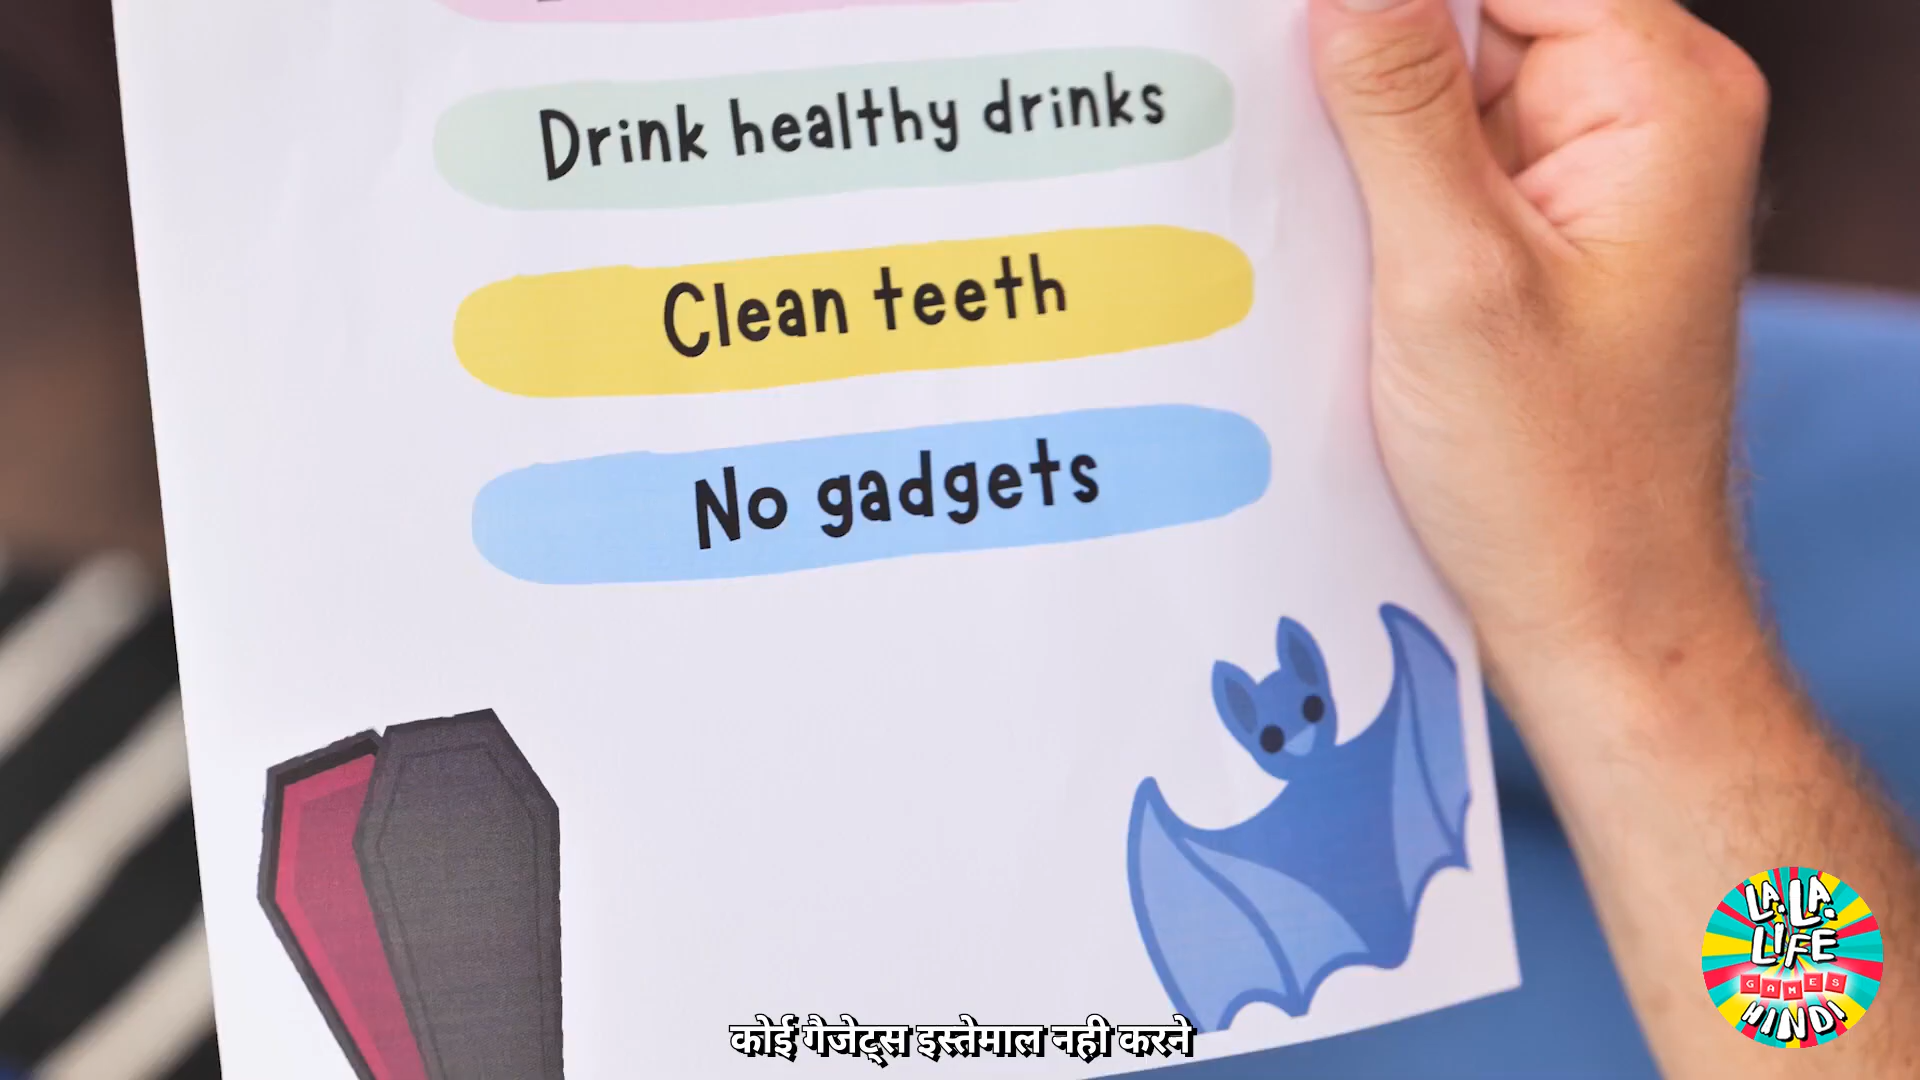 Drink healthy drinks
Clean teeth
No gadgets
कोई गैजेट्स इस्तेमाल नही करने
LA. LA.
LIFE
GAMES
HINDI